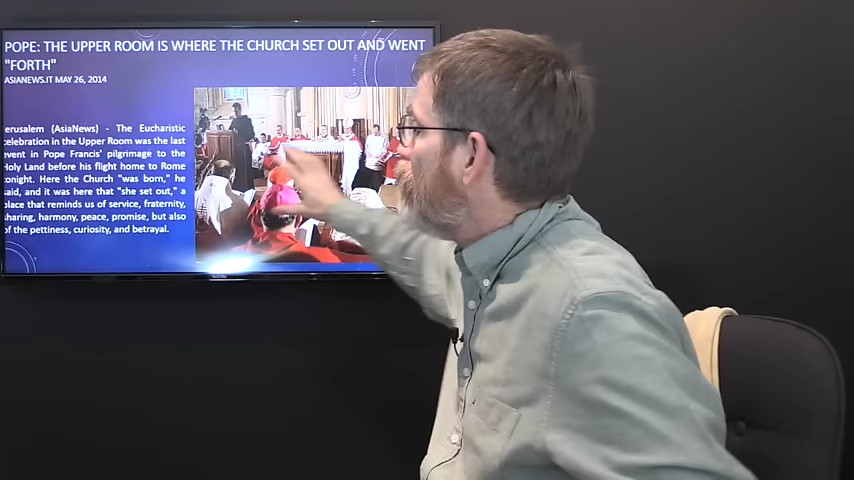 POPE: THE UPPER ROOM IS WHERE THE CHURCH SET OUT AND WENT
"FORTH"
ASIANEWS.IT MAY 26, 2014
erusalem (AsiaNews) - The Eucharistic
celebration in the Upper Room was the last
event in Pope Francis' pilgrimage to the
Holy Land before his flight home to Rome
tonight. Here the Church "was born," he
said, and it was here that "she set out," a
place that reminds us of service, fraternity,
sharing, harmony, peace, promise, but also
of the pettiness, curiosity, and betrayal.